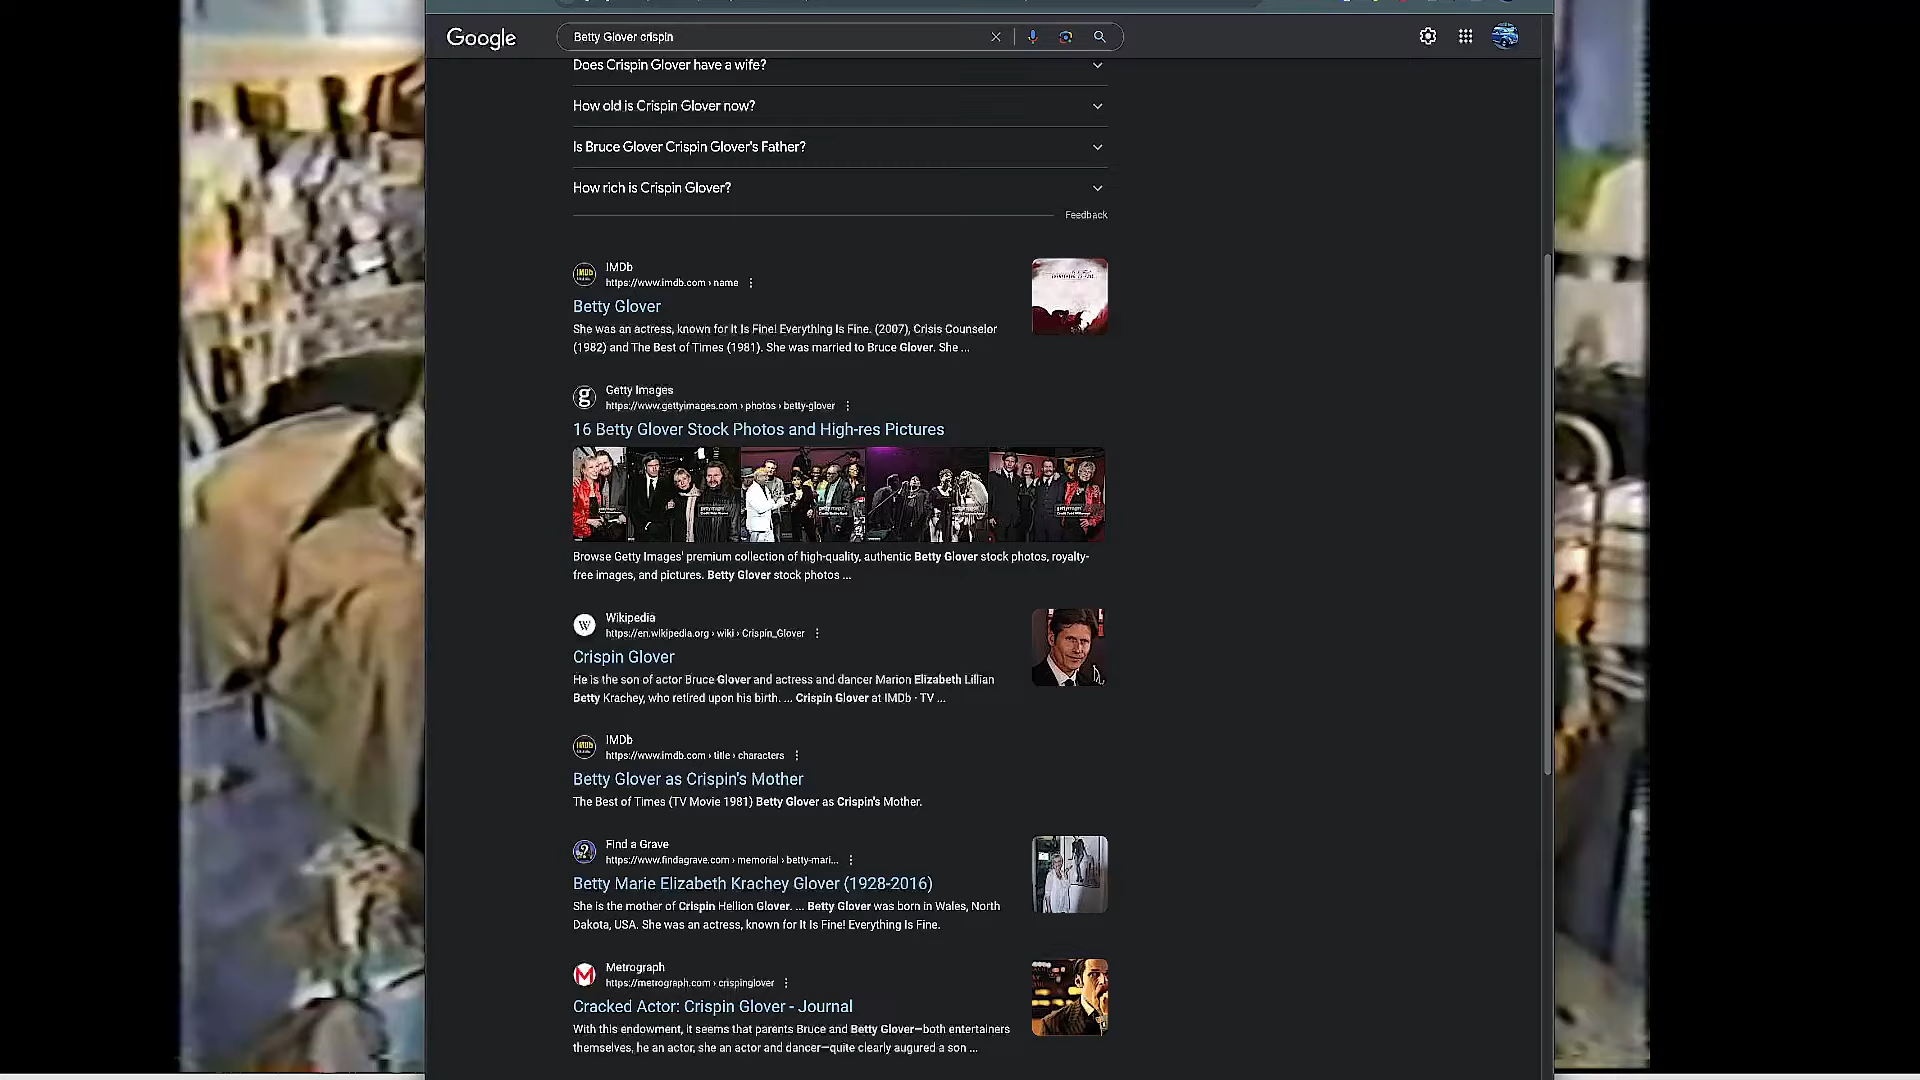 Google
Betty Glover crispin
Does Crispin Glover have a wife?
How old is Crispin Glover now?
Is Bruce Glover Crispin Glover's Father?
How rich is Crispin Glover?
Feedback
IMDb
https://www.imdb.com › name
Betty Glover
She was an actress, known for It Is Fine! Everything Is Fine. (2007), Crisis Counselor
(1982) and The Best of Times (1981). She was married to Bruce Glover. She ...
Getty Images
https://www.gettyimages.com › photos › betty-glover
16 Betty Glover Stock Photos and High-res Pictures
Browse Getty Images' premium collection of high-quality, authentic Betty Glover stock photos, royalty-
free images, and pictures. Betty Glover stock photos ...
Wikipedia
https://en.wikipedia.org › wiki › Crispin_Glover
Crispin Glover
He is the son of actor Bruce Glover and actress and dancer Marion Elizabeth Lillian
Betty Krachey, who retired upon his birth. ... Crispin Glover at IMDb · TV ...
IMDb
https://www.imdb.com › title › characters
Betty Glover as Crispin's Mother
The Best of Times (TV Movie 1981) Betty Glover as Crispin's Mother.
Find a Grave
https://www.findagrave.com › memorial › betty-mari...
Betty Marie Elizabeth Krachey Glover (1928-2016)
She is the mother of Crispin Hellion Glover. ... Betty Glover was born in Wales, North
Dakota, USA. She was an actress, known for It Is Fine! Everything Is Fine.
Metrograph
https://metrograph.com › crispinglover
Cracked Actor: Crispin Glover - Journal
With this endowment, it seems that parents Bruce and Betty Glover—both entertainers
themselves, he an actor, she an actor and dancer—quite clearly augured a son ...